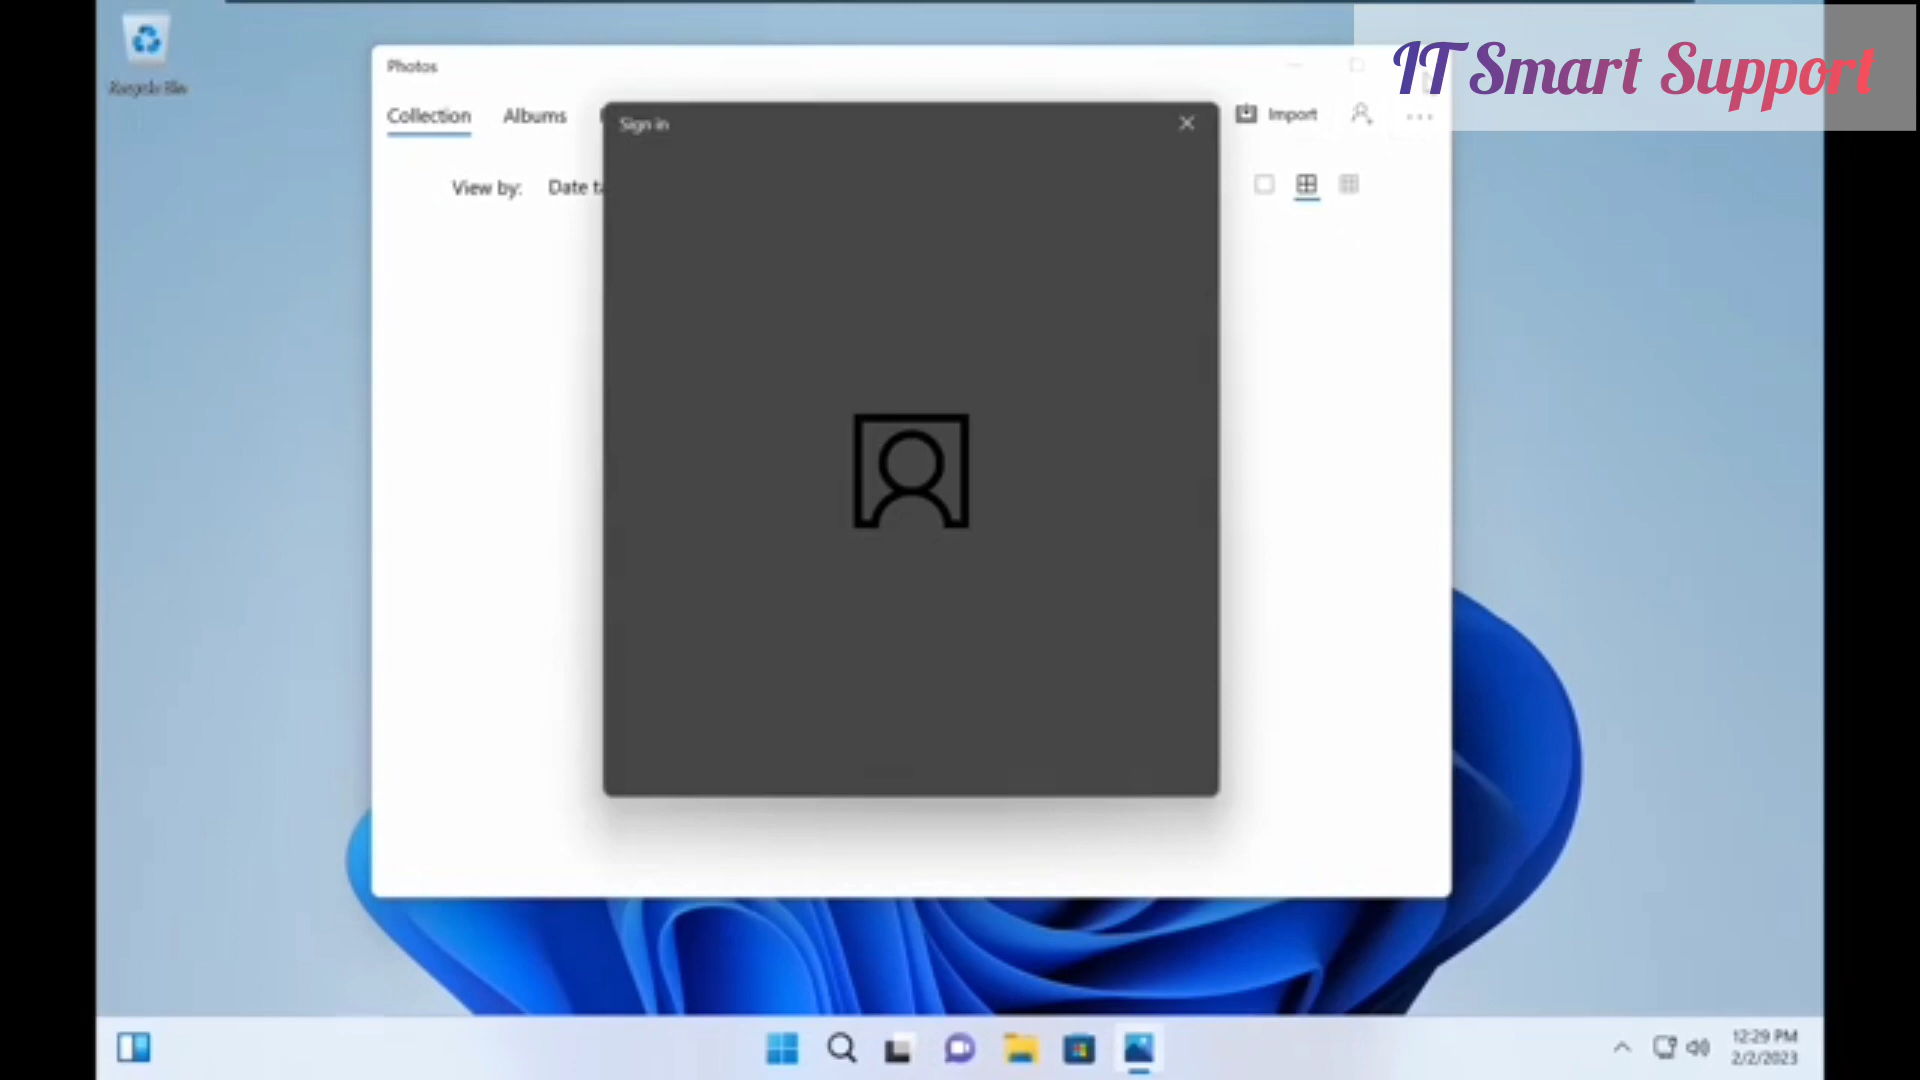 IT Smart Support
Recycle Bin
Photos
Collection
Albums
Sign in
Import
View by:
Date ta
12:29 PM
2/2/2023